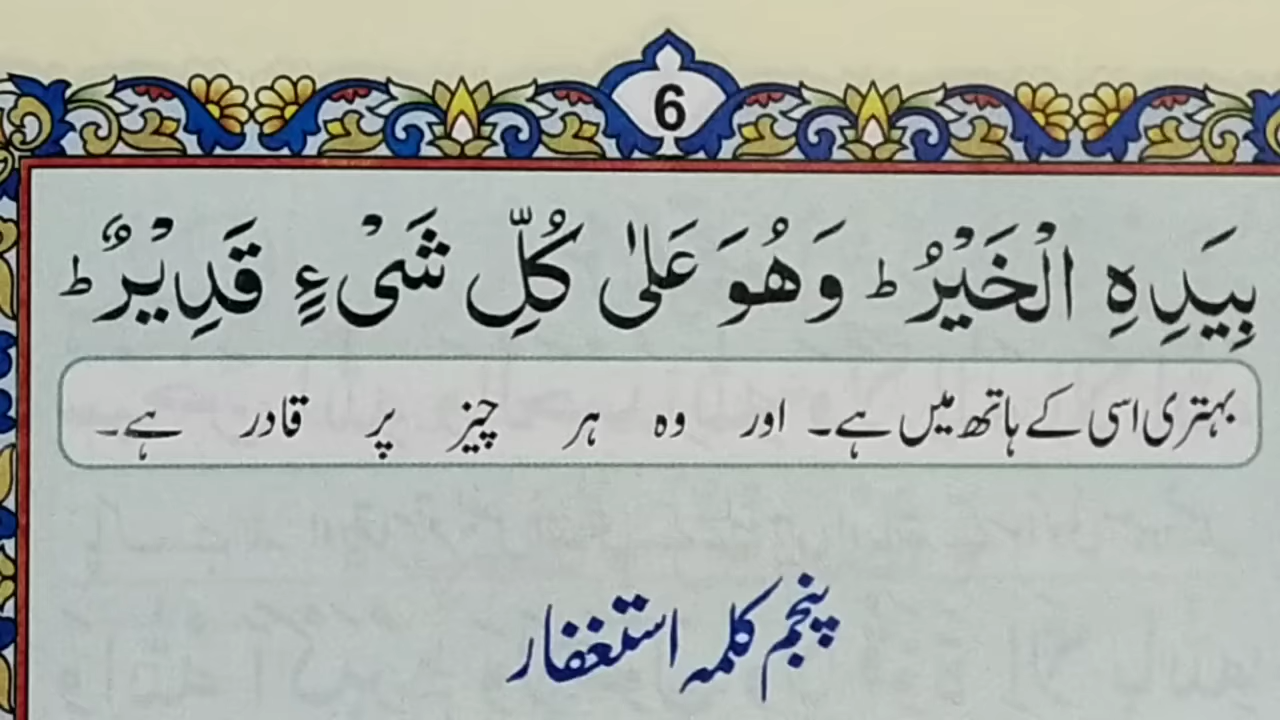 6
بِيَدِهِ الْخَيْرُ ؕ وَهُوَ عَلٰى كُلِّ شَیْءٍ قَدِيْرٌ ؕ
بہتری اسی کے ہاتھ میں ہے۔ اور وہ ہر چیز پر قادر ہے۔
پنجم کلمہ استغفار